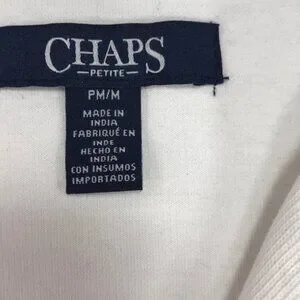 CHAPS
PETITE
PM/M
MADE IN
INDIA
FABRIQUÉ EN
INDE
HECHO EN
INDIA
CON INSUMOS
IMPORTADOS